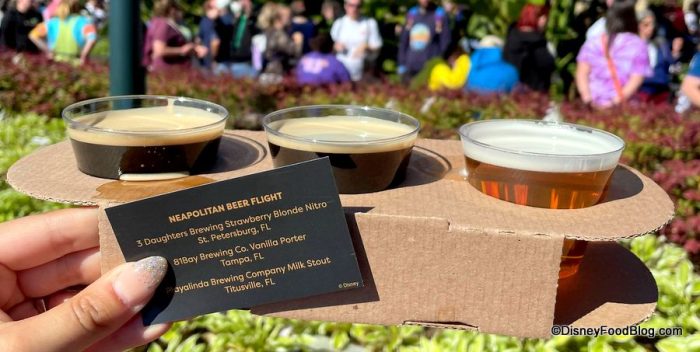 NEAPOLITAN BEER FLIGHT
3 Daughters Brewing Strawberry Blonde Nitro
St. Petersburg, FL
81Bay Brewing Co. Vanilla Porter
Tampa, FL
Playalinda Brewing Company Milk Stout
Titusville, FL
© Disney
©DisneyFoodBlog.com